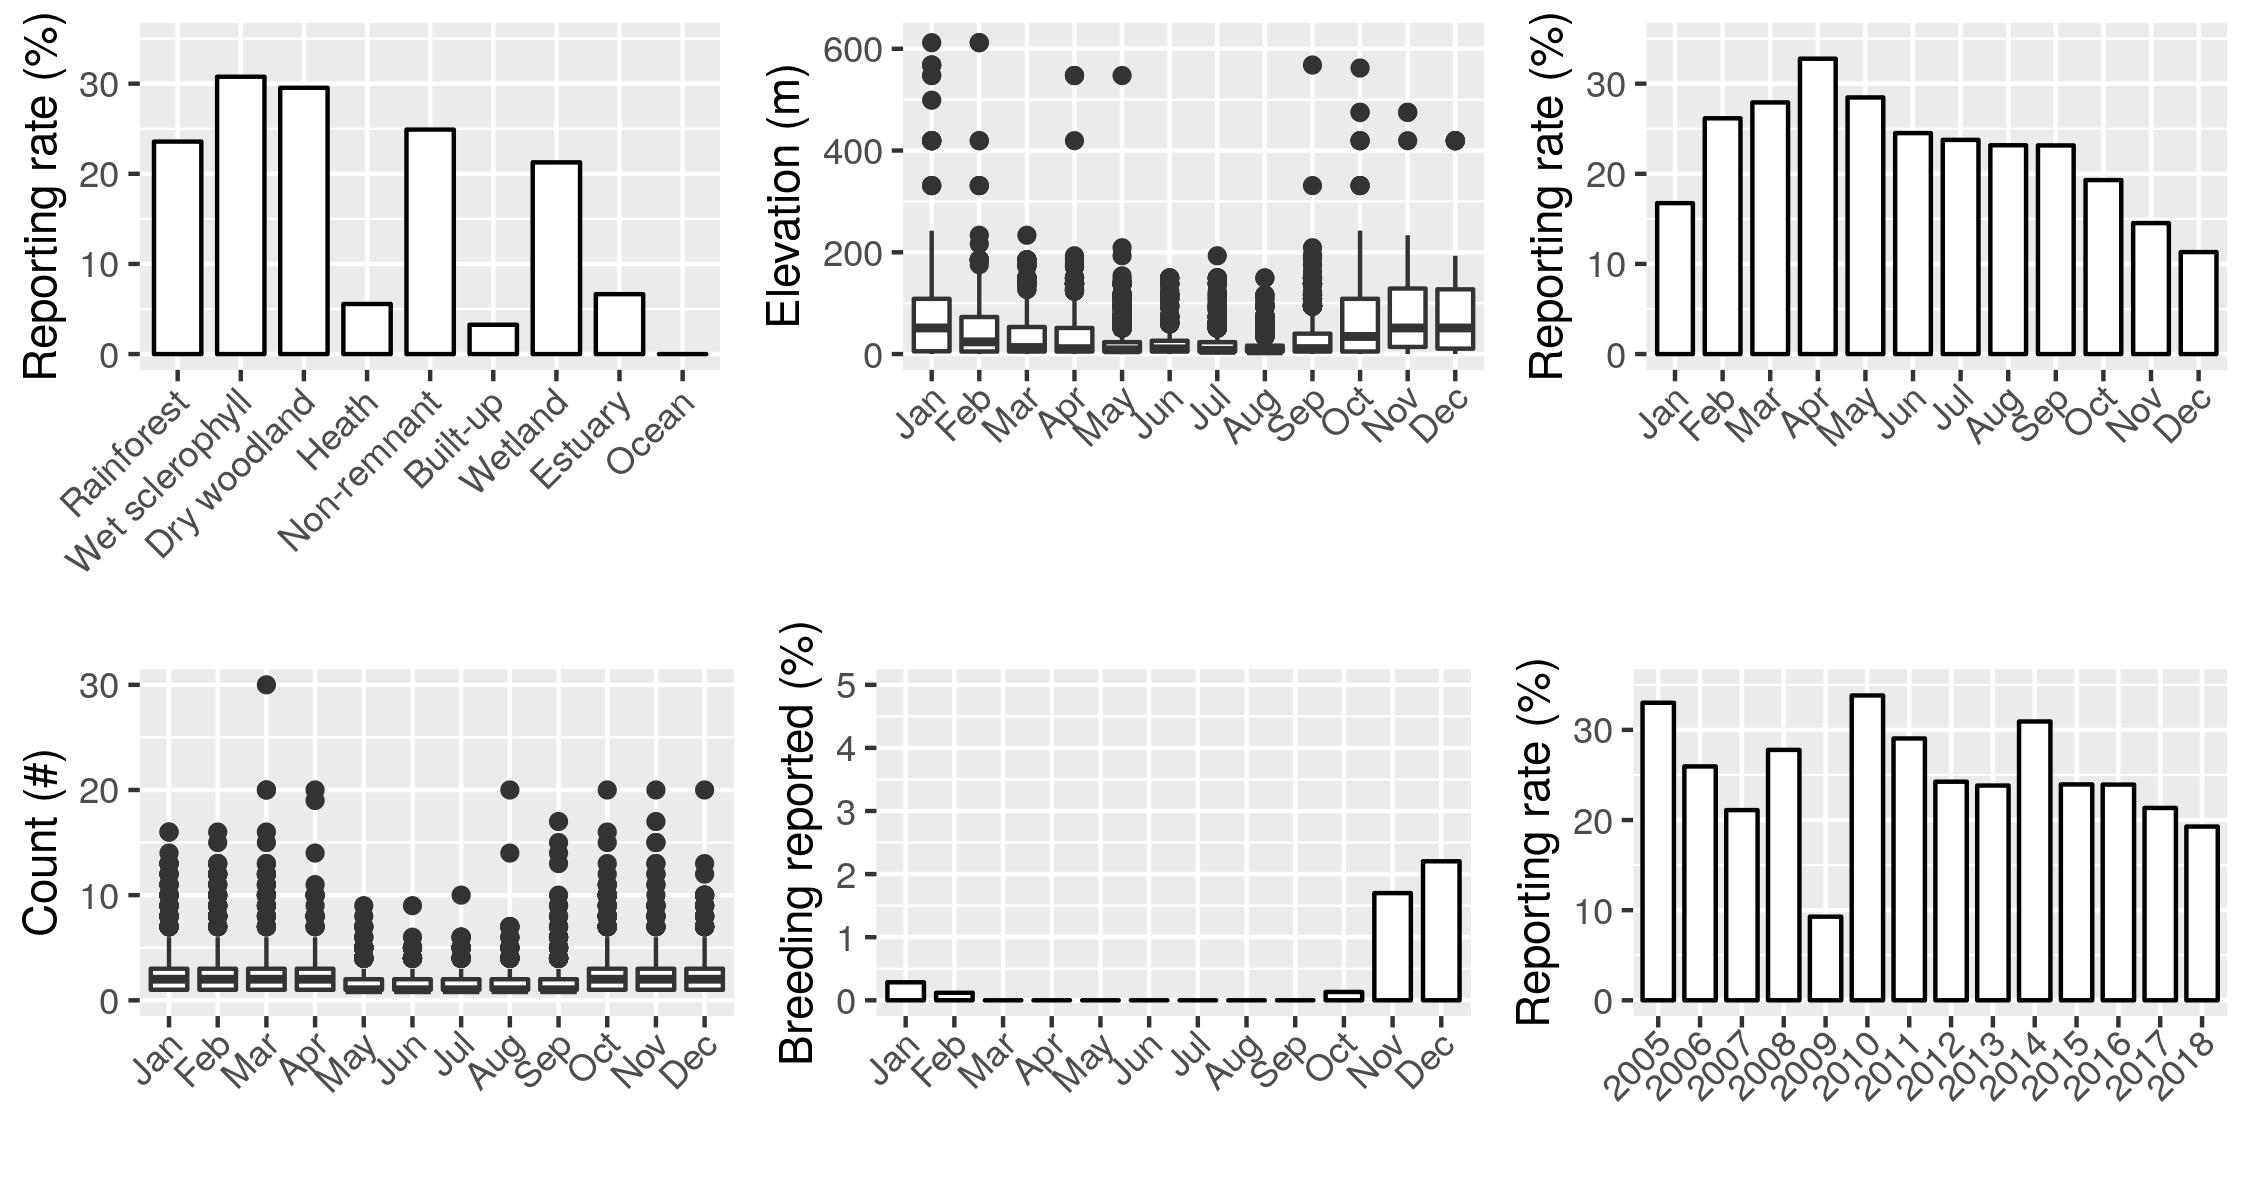 Reporting rate (%)
30
20
10
0
Rainforest
Wet sclerophyll
Dry woodland
Heath
Non-remnant
Built-up
Wetland
Estuary
Ocean
Elevation (m)
600
400
200
0
Jan
Feb
Mar
Apr
May
Jun
Jul
Aug
Sep
Oct
Nov
Dec
Reporting rate (%)
30
20
10
0
Jan
Feb
Mar
Apr
May
Jun
Jul
Aug
Sep
Oct
Nov
Dec
Count (#)
30
20
10
0
Jan
Feb
Mar
Apr
May
Jun
Jul
Aug
Sep
Oct
Nov
Dec
Breeding reported (%)
5
4
3
2
1
0
Jan
Feb
Mar
Apr
May
Jun
Jul
Aug
Sep
Oct
Nov
Dec
Reporting rate (%)
30
20
10
0
2005
2006
2007
2008
2009
2010
2011
2012
2013
2014
2015
2016
2017
2018